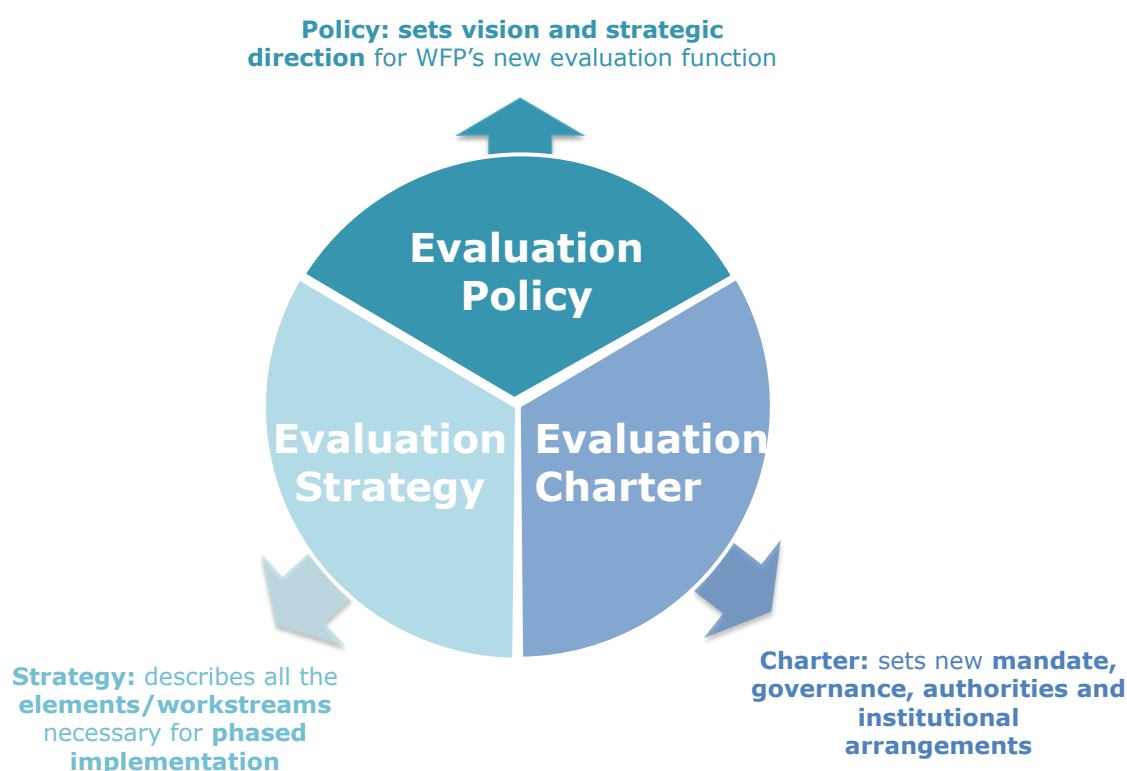 Policy: sets vision and strategic
direction for WFP's new evaluation function
Evaluation
Policy
Evaluation
Strategy
Evaluation
Charter
Strategy: describes all the
elements/workstreams
necessary for phased
implementation
Charter: sets new mandate,
governance, authorities and
institutional
arrangements